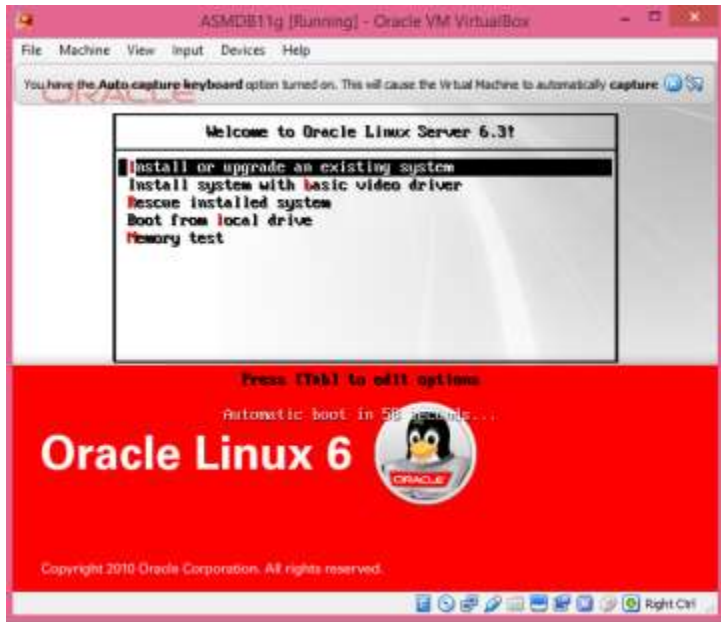 ASMDB11g [Running] - Oracle VM VirtualBox
File Machine View Input Devices Help
You have the Auto capture keyboard option turned on. This will cause the Virtual Machine to automatically capture
ORACLE
Welcome to Oracle Linux Server 6.3!
Install or upgrade an existing system
Install system with basic video driver
Rescue installed system
Boot from local drive
Memory test
Press [Tab] to edit options
Automatic boot in 58 seconds...
Oracle Linux 6
ORACLE
Copyright 2010 Oracle Corporation. All rights reserved.
Right Ctrl